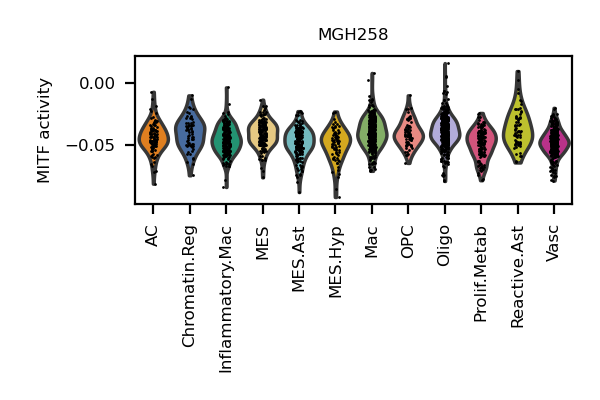 MGH258
MITF activity
0.00
−0.05
AC
Chromatin.Reg
Inflammatory.Mac
MES
MES.Ast
MES.Hyp
Mac
OPC
Oligo
Prolif.Metab
Reactive.Ast
Vasc